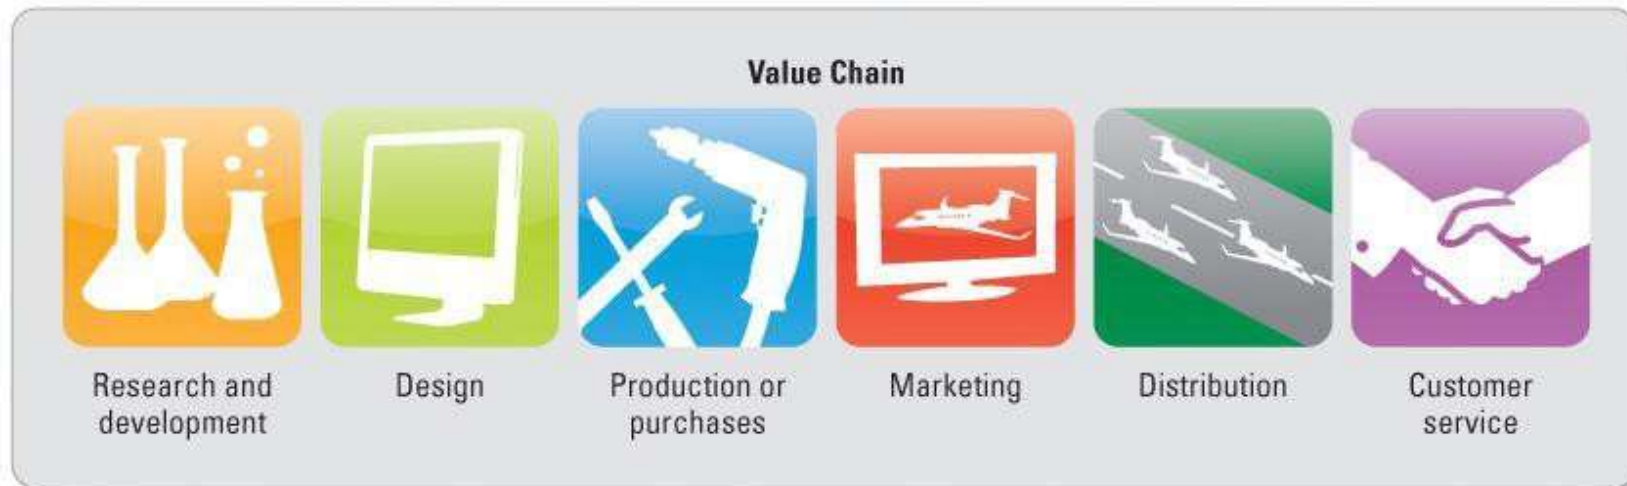 Value Chain
Research and
development
Design
Production or
purchases
Marketing
Distribution
Customer
service